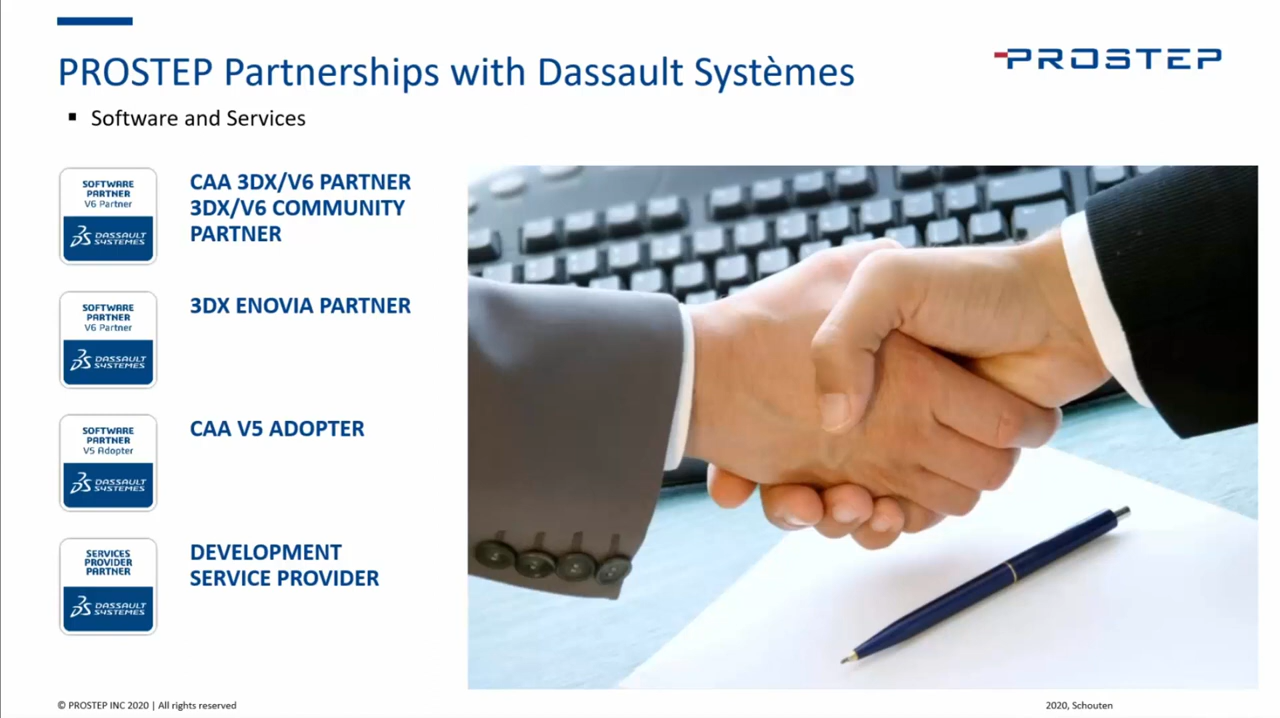 PROSTEP Partnerships with Dassault Systèmes
PROSTEP
▪ Software and Services
SOFTWARE
PARTNER
V6 Partner
DASSAULT
SYSTEMES
CAA 3DX/V6 PARTNER
3DX/V6 COMMUNITY
PARTNER
SOFTWARE
PARTNER
V6 Partner
DASSAULT
SYSTEMES
3DX ENOVIA PARTNER
SOFTWARE
PARTNER
V5 Adopter
DASSAULT
SYSTEMES
CAA V5 ADOPTER
SERVICES
PROVIDER
PARTNER
DASSAULT
SYSTEMES
DEVELOPMENT
SERVICE PROVIDER
© PROSTEP INC 2020 | All rights reserved
2020, Schouten